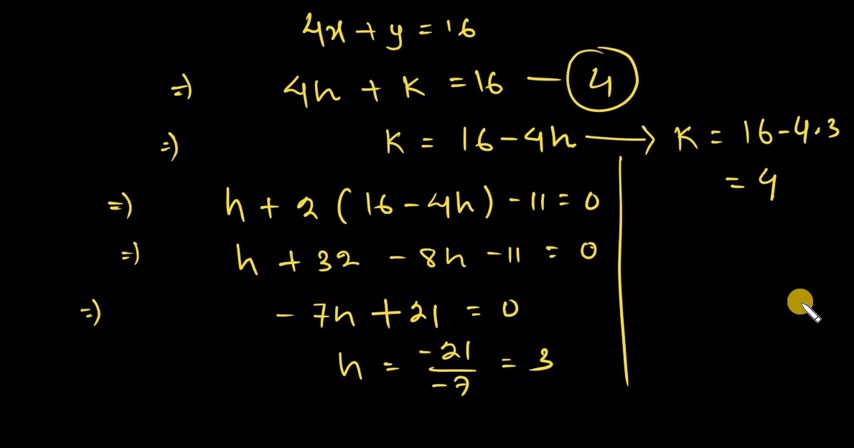 4x + y = 16
=) 4h + k = 16 — 4
=) k = 16 - 4h ⟶ k = 16 - 4.3
= 4
=) h + 2 ( 16 - 4h ) - 11 = 0
=) h + 32 - 8h - 11 = 0
=) - 7h + 21 = 0
h = -21/-7 = 3